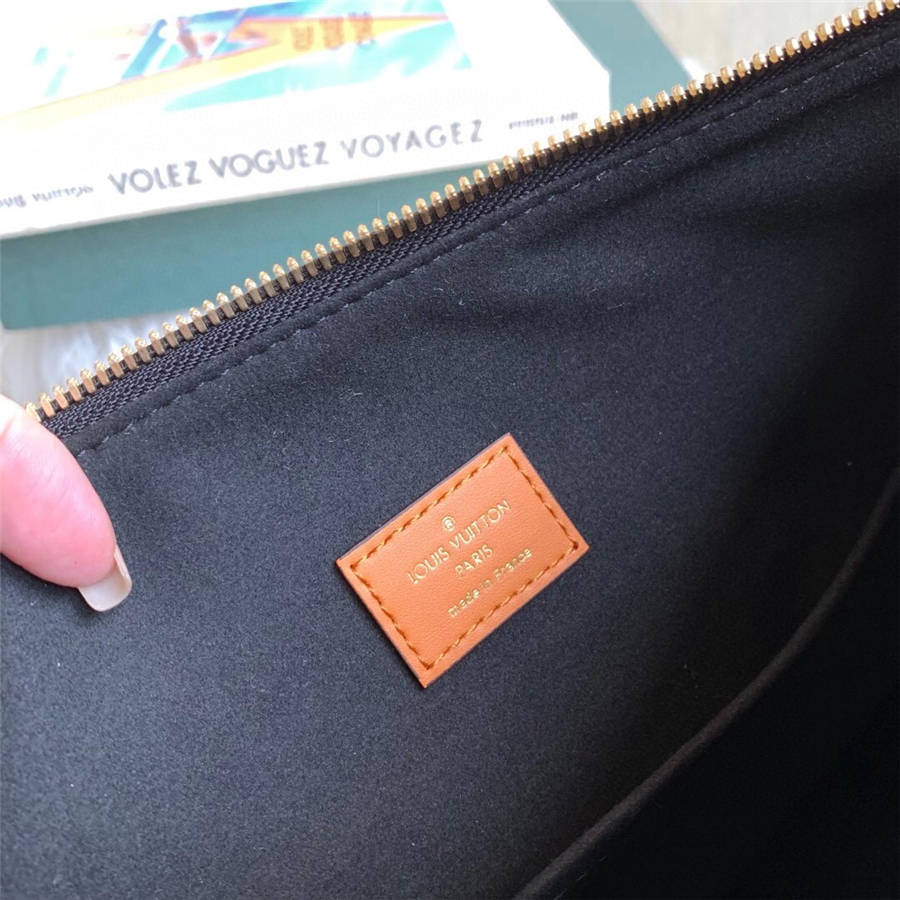 VOLEZ VOGUEZ VOYAGEZ
®
LOUIS VUITTON
PARIS
made in France